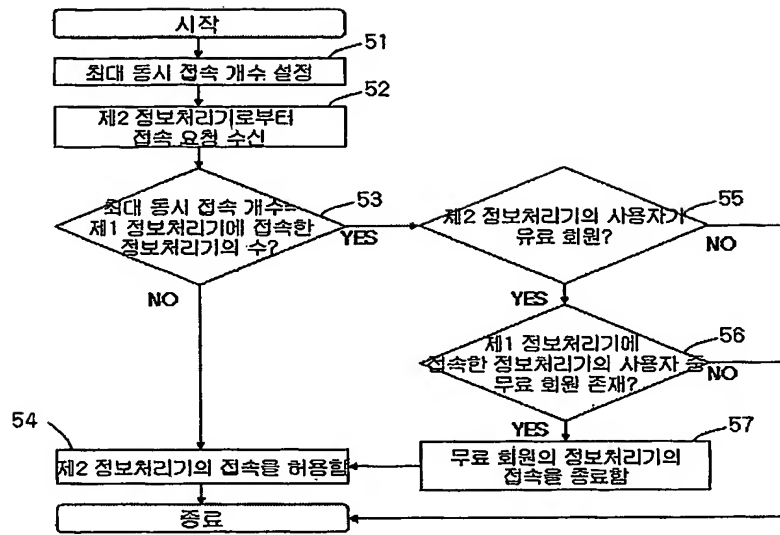 시작
51
최대 동시 접속 개수 설정
52
제2 정보처리기로부터
접속 요청 수신
53
최대 동시 접속 개수=
제1 정보처리기에 접속한
정보처리기의 수?
YES
NO
55
제2 정보처리기의 사용자가
유료 회원?
NO
YES
56
제1 정보처리기에
접속한 정보처리기의 사용자 중
무료 회원 존재?
NO
YES
57
무료 회원의 정보처리기의
접속을 종료함
54
제2 정보처리기의 접속을 허용함
종료